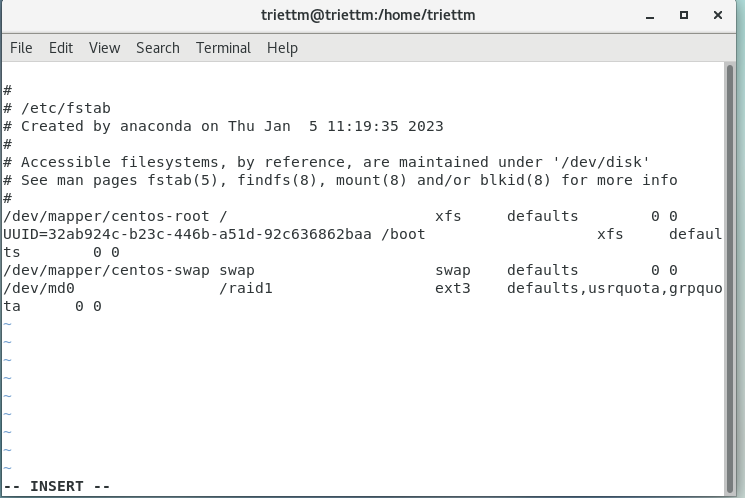 triettm@triettm:/home/triettm
File Edit View Search Terminal Help
#
# /etc/fstab
# Created by anaconda on Thu Jan  5 11:19:35 2023
#
# Accessible filesystems, by reference, are maintained under '/dev/disk'
# See man pages fstab(5), findfs(8), mount(8) and/or blkid(8) for more info
#
/dev/mapper/centos-root /                       xfs     defaults        0 0
UUID=32ab924c-b23c-446b-a51d-92c636862baa /boot                   xfs     defaul
ts        0 0
/dev/mapper/centos-swap swap                    swap    defaults        0 0
/dev/md0                /raid1                  ext3    defaults,usrquota,grpquo
ta      0 0
~
~
~
~
~
~
~
~
~
-- INSERT --